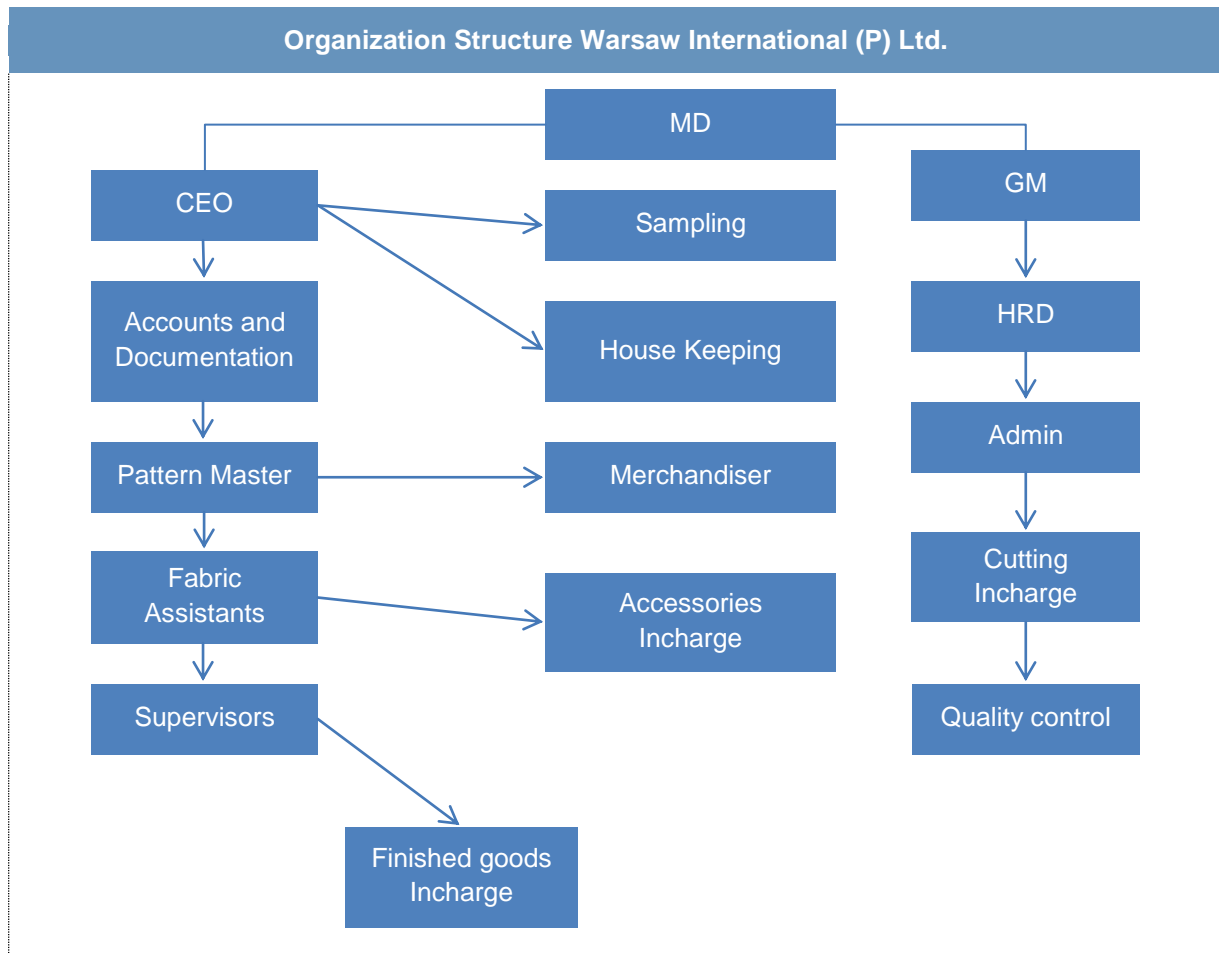 Organization Structure Warsaw International (P) Ltd.
MD
CEO
GM
Sampling
Accounts and
Documentation
HRD
House Keeping
Admin
Pattern Master
Merchandiser
Cutting
Incharge
Fabric
Assistants
Accessories
Incharge
Supervisors
Quality control
Finished goods
Incharge